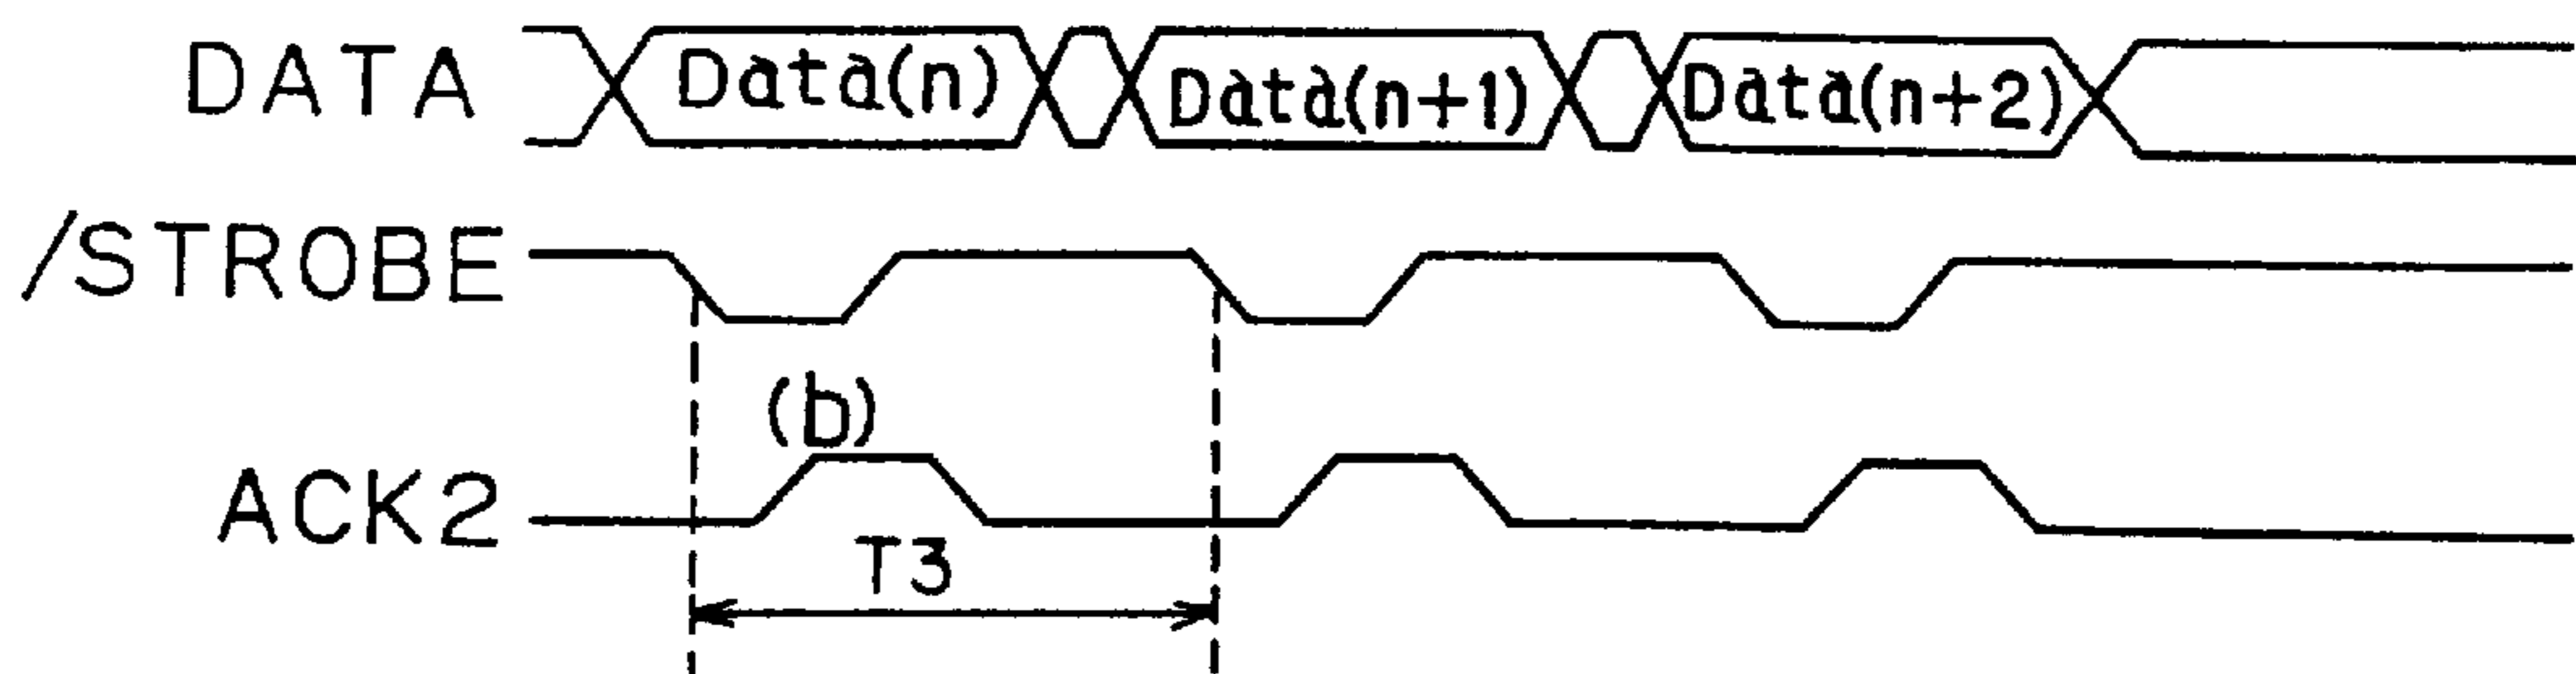 DATA Data(n) Data(n+1) Data(n+2)
/STROBE
(b)
ACK2
T3